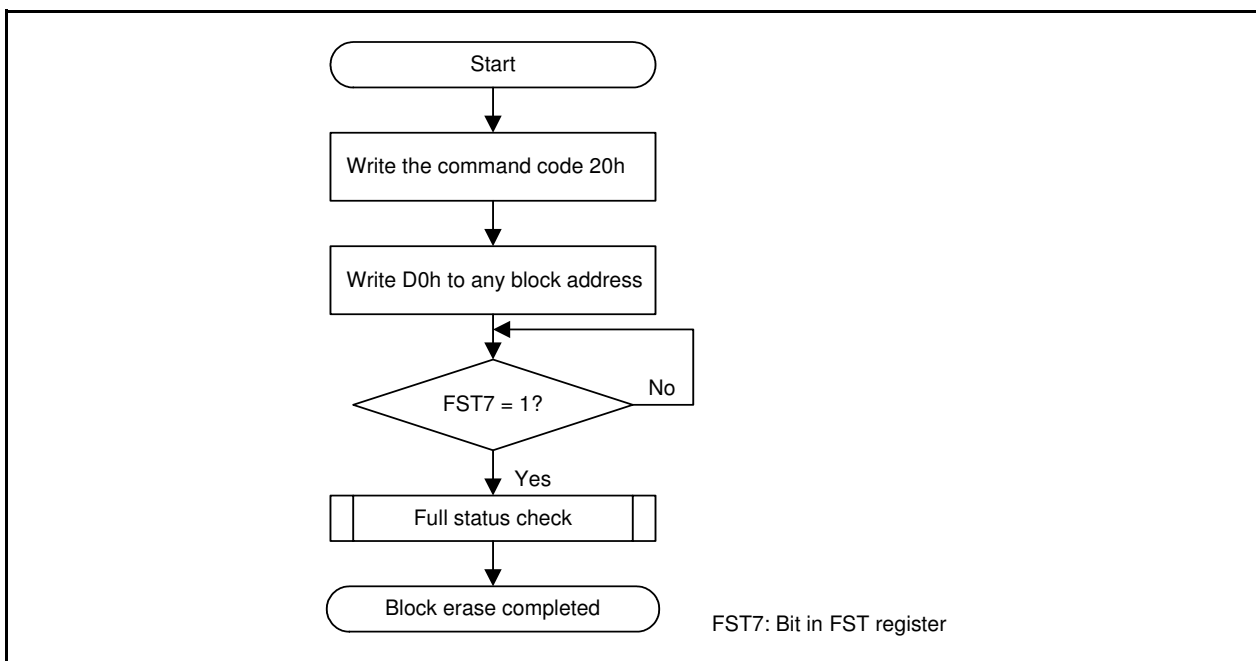 Start
Write the command code 20h
Write D0h to any block address
FST7 = 1?
No
Yes
Full status check
Block erase completed
FST7: Bit in FST register